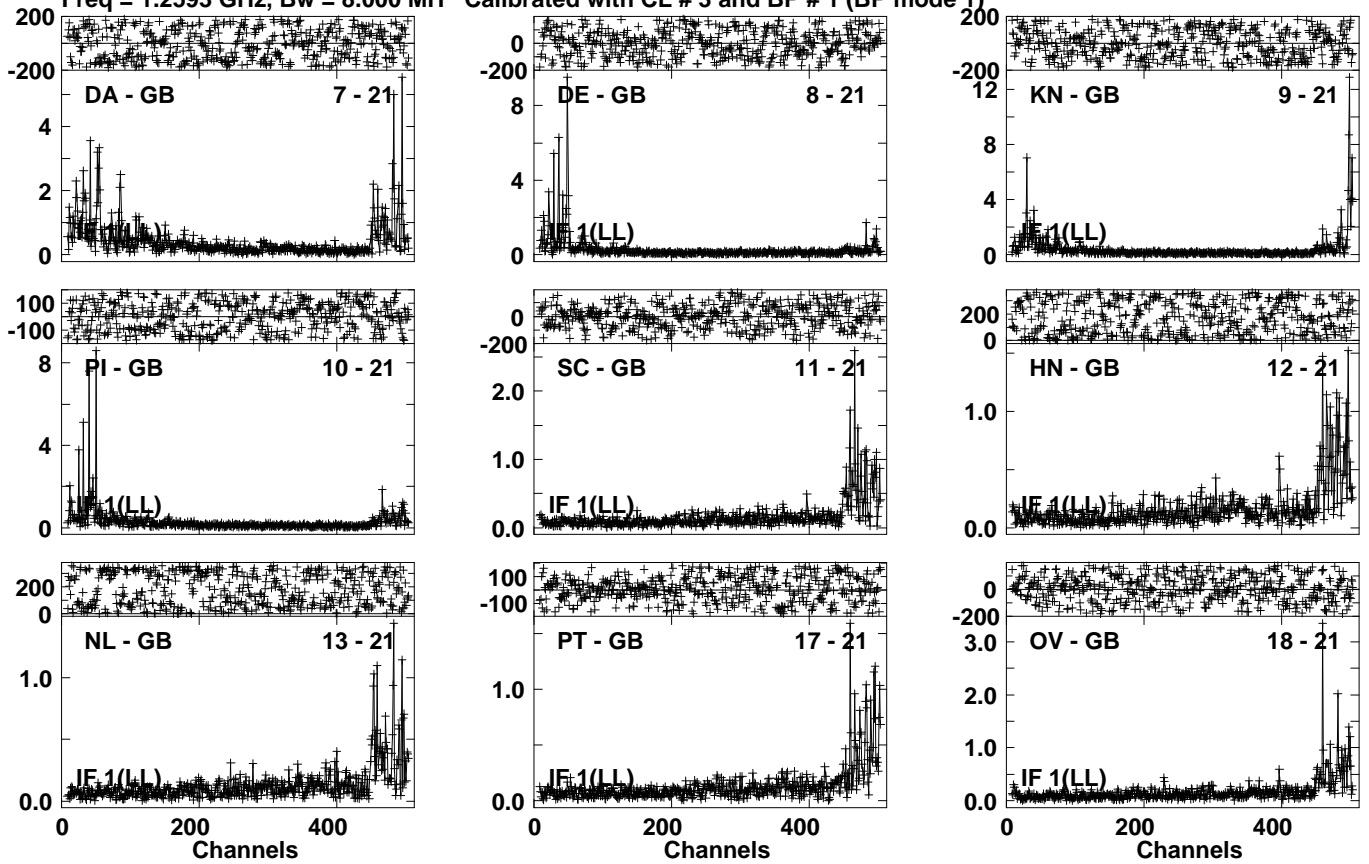 Freq = 1.2593 GHz, Bw = 8.000 MH Calibrated with CL # 3 and BP # 1 (BP mode 1)
200
0
-200
DA - GB 7 - 21
4
2
0
IF 1(LL)
200
0
-200
DE - GB 8 - 21
8
4
0
IF 1(LL)
200
0
-200
KN - GB 9 - 21
12
8
4
0
IF 1(LL)
100
-100
PI - GB 10 - 21
8
4
0
IF 1(LL)
0
-200
SC - GB 11 - 21
2.0
1.0
0.0
IF 1(LL)
200
0
HN - GB 12 - 21
1.0
0.0
IF 1(LL)
200
0
NL - GB 13 - 21
1.0
0.0
IF 1(LL)
0 200 400
Channels
100
-100
PT - GB 17 - 21
1.0
0.0
IF 1(LL)
0 200 400
Channels
0
-200
OV - GB 18 - 21
3.0
2.0
1.0
0.0
IF 1(LL)
0 200 400
Channels